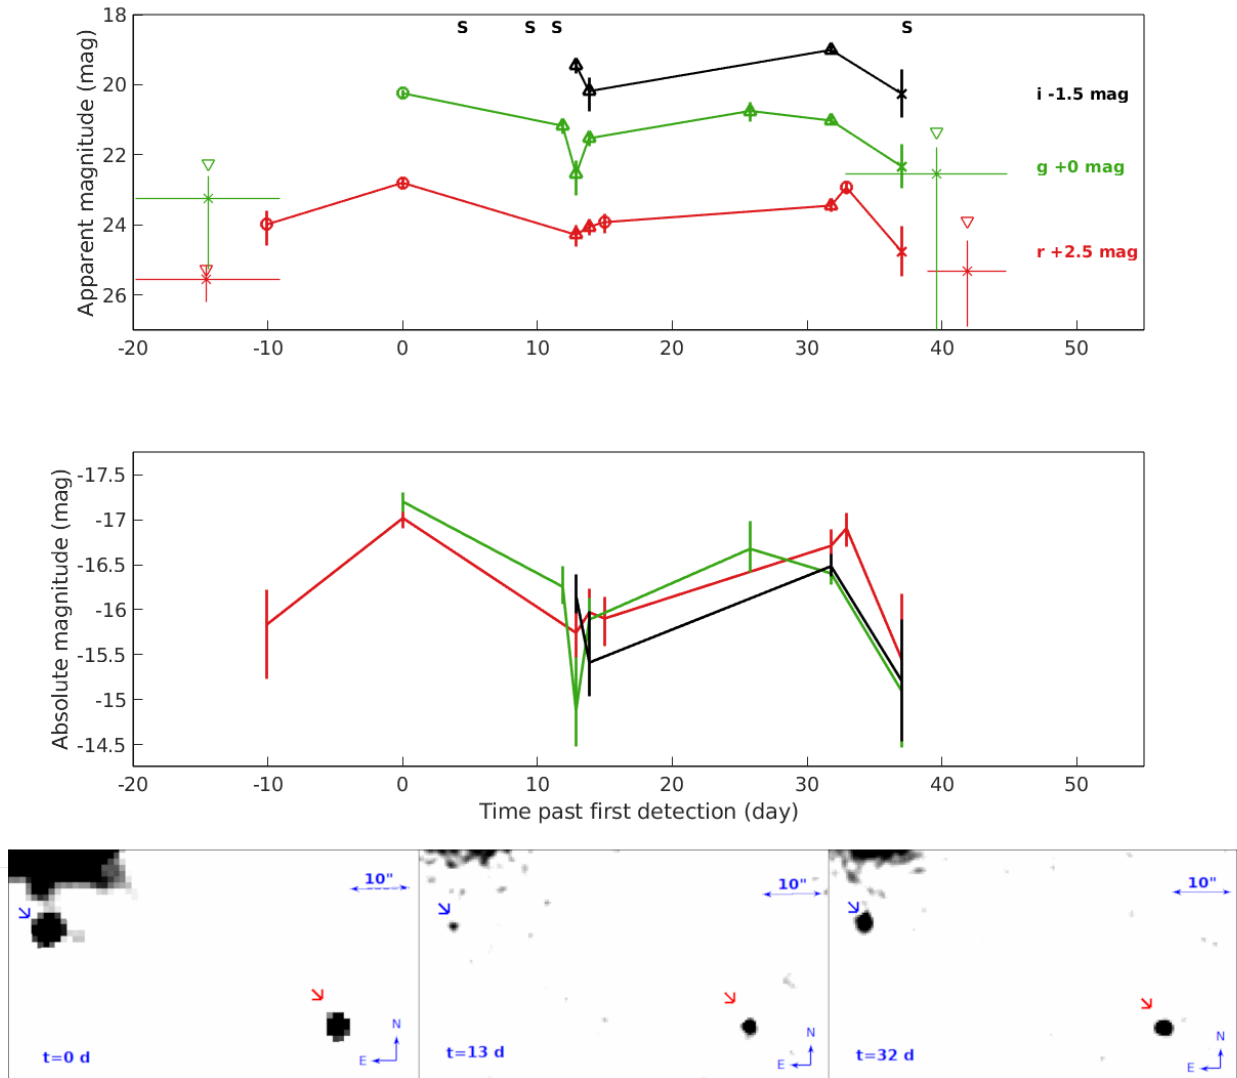 S S S S
18
20
22
24
26
Apparent magnitude (mag)
i -1.5 mag
g +0 mag
r +2.5 mag
-20 -10 0 10 20 30 40 50
-17.5
-17
-16.5
-16
-15.5
-15
-14.5
Absolute magnitude (mag)
-20 -10 0 10 20 30 40 50
Time past first detection (day)
10" 10" 10"
N N N
E E E
t=0 d t=13 d t=32 d